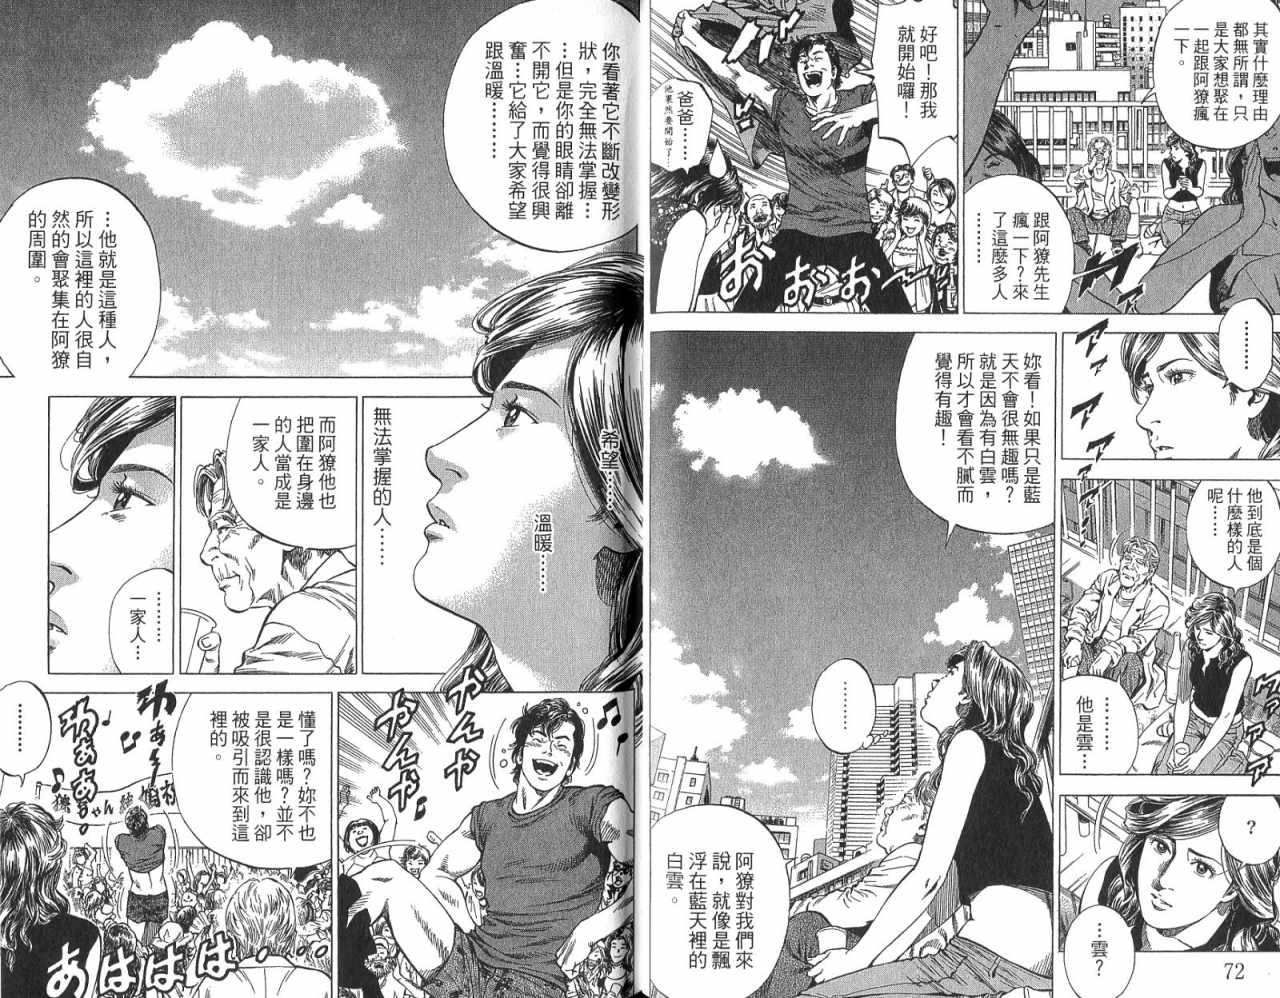 其實什麼理由
都無所謂，只
是大家想聚在
一起跟阿獠瘋
一下。
跟阿獠先生
瘋一下？來
了這麼多人
………
好吧！那我
就開始囉！
爸爸……
他果然要開始了…
おおおお
……
他到底是個
什麼樣的人
呢……
他是雲…
……
？
…雲？
妳看！如果只是藍
天不會很無趣嗎？
就是因為有白雲，
所以才會看不膩而
覺得有趣！
……
阿獠對我們來
說，就像是飄
浮在藍天裡的
白雲。
72
你看著它不斷改變形
狀，完全無法掌握…
…但是你的眼睛卻離
不開它，而覺得很興
奮…它給了大家希望
跟溫暖………
…他就是這種人，
所以這裡的人很自
然的會聚集在阿獠
的周圍。
希望……
溫暖……
無法掌握的人……
而阿獠他也
把圍在身邊
的人當成是
一家人。
………
一家人…
懂了嗎？妳不也
是一樣嗎？並不
是很認識他，卻
被吸引而來到這
裡的。
………
あはははは・・・